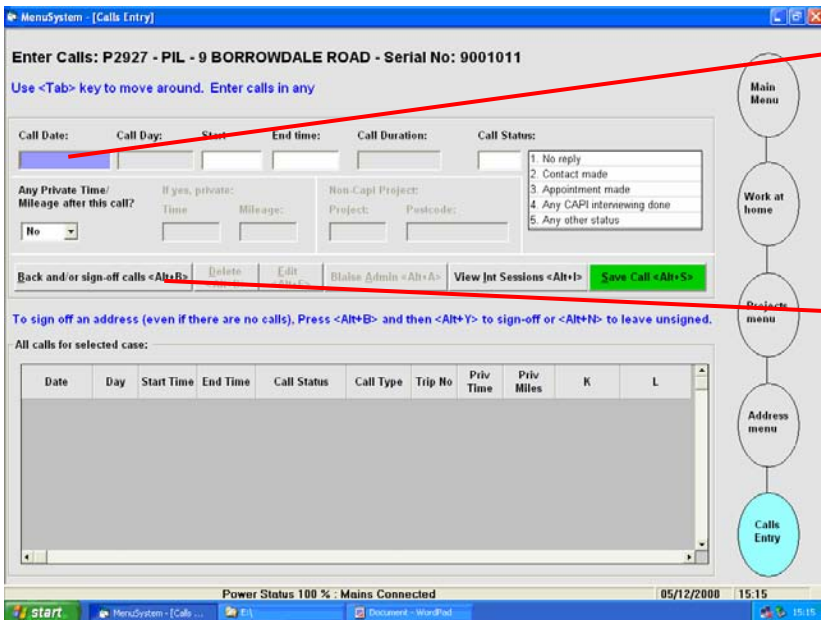 MenuSystem - [Calls Entry]
Enter Calls: P2927 - PIL - 9 BORROWDALE ROAD - Serial No: 9001011
Use <Tab> key to move around. Enter calls in any
Call Date: Call Day: Start End time: Call Duration: Call Status:
1. No reply
2. Contact made
3. Appointment made
4. Any CAPI interviewing done
5. Any other status
Any Private Time/
Mileage after this call?
No
If yes, private:
Time Mileage:
Non-Capi Project:
Project: Postcode:
Back and/or sign-off calls <Alt+B> Delete Edit Blaise Admin <Alt+A> View Int Sessions <Alt+I> Save Call <Alt+S>
To sign off an address (even if there are no calls), Press <Alt+B> and then <Alt+Y> to sign-off or <Alt+N> to leave unsigned.
All calls for selected case:
Date Day Start Time End Time Call Status Call Type Trip No Priv Time Priv Miles K L
Main
Menu
Work at
home
Projects
menu
Address
menu
Calls
Entry
Power Status 100 % : Mains Connected 05/12/2000 15:15
start MenuSystem - [Calls ... E:\ Document - WordPad 15:15